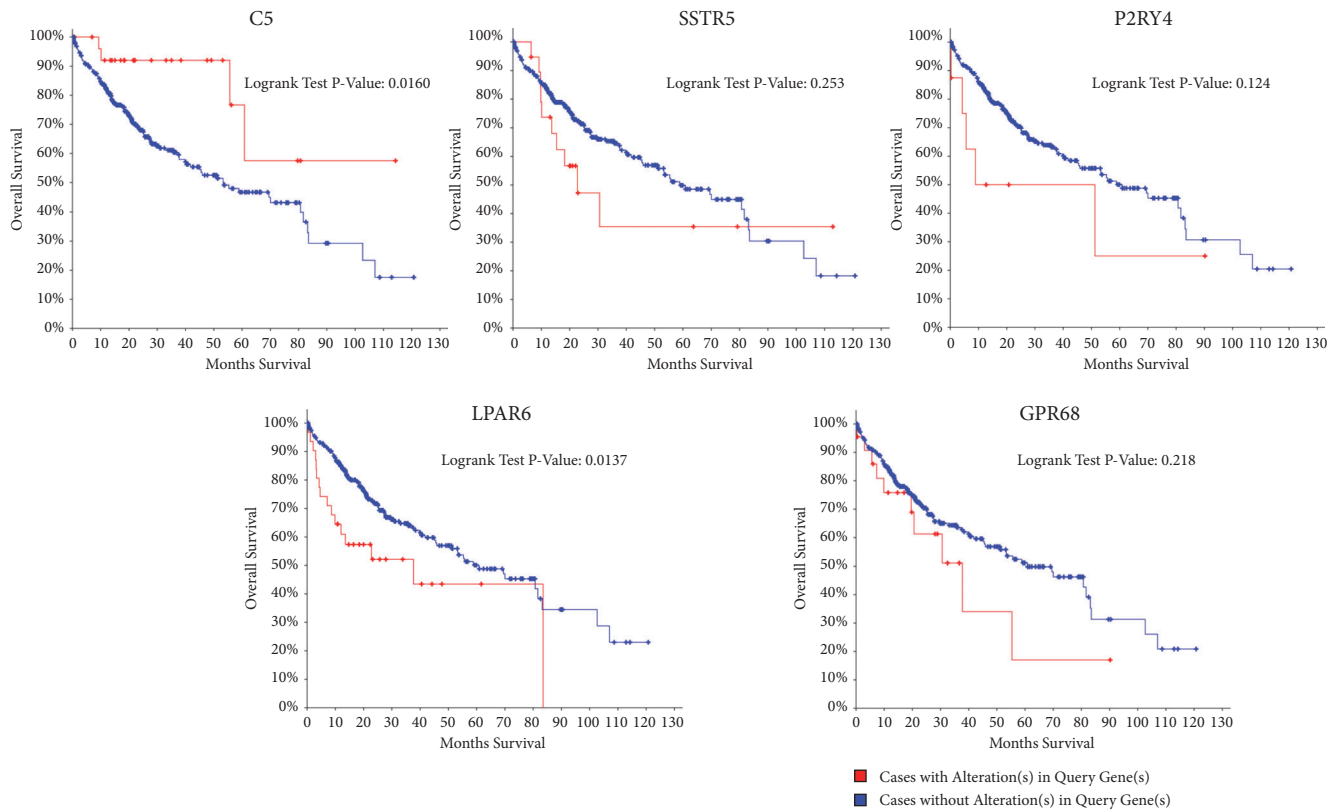 C5
100%
90%
80%
70%
60%
50%
40%
30%
20%
10%
0%
Overall Survival
Logrank Test P-Value: 0.0160
0 10 20 30 40 50 60 70 80 90 100 110 120 130
Months Survival
SSTR5
100%
90%
80%
70%
60%
50%
40%
30%
20%
10%
0%
Overall Survival
Logrank Test P-Value: 0.253
0 10 20 30 40 50 60 70 80 90 100 110 120 130
Months Survival
P2RY4
100%
90%
80%
70%
60%
50%
40%
30%
20%
10%
0%
Overall Survival
Logrank Test P-Value: 0.124
0 10 20 30 40 50 60 70 80 90 100 110 120 130
Months Survival
LPAR6
100%
90%
80%
70%
60%
50%
40%
30%
20%
10%
0%
Overall Survival
Logrank Test P-Value: 0.0137
0 10 20 30 40 50 60 70 80 90 100 110 120 130
Months Survival
GPR68
100%
90%
80%
70%
60%
50%
40%
30%
20%
10%
0%
Overall Survival
Logrank Test P-Value: 0.218
0 10 20 30 40 50 60 70 80 90 100 110 120 130
Months Survival
Cases with Alteration(s) in Query Gene(s)
Cases without Alteration(s) in Query Gene(s)